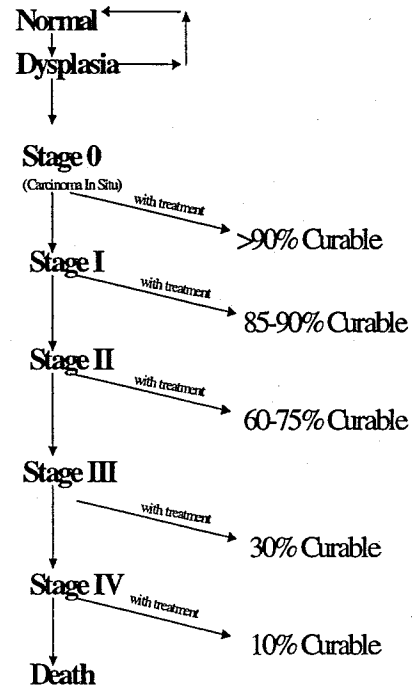 Normal
Dysplasia
Stage 0
(Carcinoma In Situ)
with treatment
>90% Curable
Stage I
with treatment
85-90% Curable
Stage II
with treatment
60-75% Curable
Stage III
with treatment
30% Curable
Stage IV
with treatment
10% Curable
Death